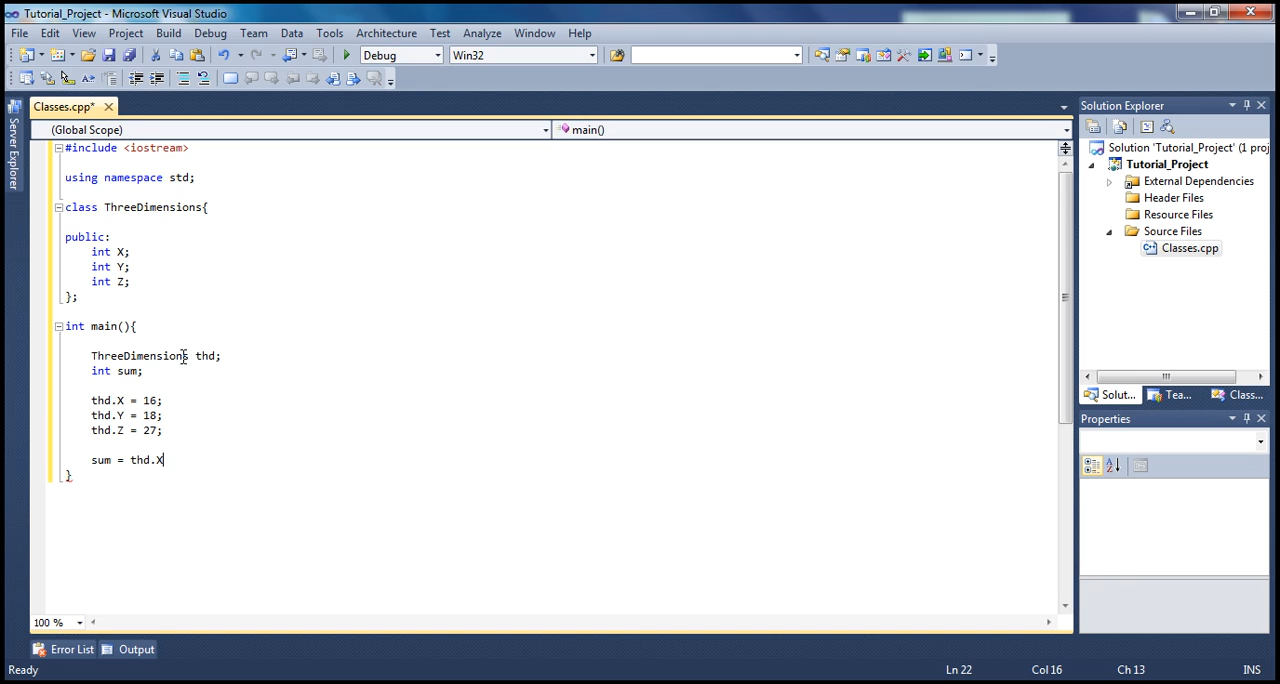 Tutorial_Project - Microsoft Visual Studio
File Edit View Project Build Debug Team Data Tools Architecture Test Analyze Window Help
Debug Win32
Classes.cpp*
(Global Scope) main()
#include <iostream>
using namespace std;
class ThreeDimensions{
public:
int X;
int Y;
int Z;
};
int main(){
ThreeDimensions thd;
int sum;
thd.X = 16;
thd.Y = 18;
thd.Z = 27;
sum = thd.X
}
100 %
Server Explorer
Solution Explorer
Solution 'Tutorial_Project' (1 proj
Tutorial_Project
External Dependencies
Header Files
Resource Files
Source Files
Classes.cpp
Solut... Tea... Class...
Properties
Error List Output
Ready Ln 22 Col 16 Ch 13 INS